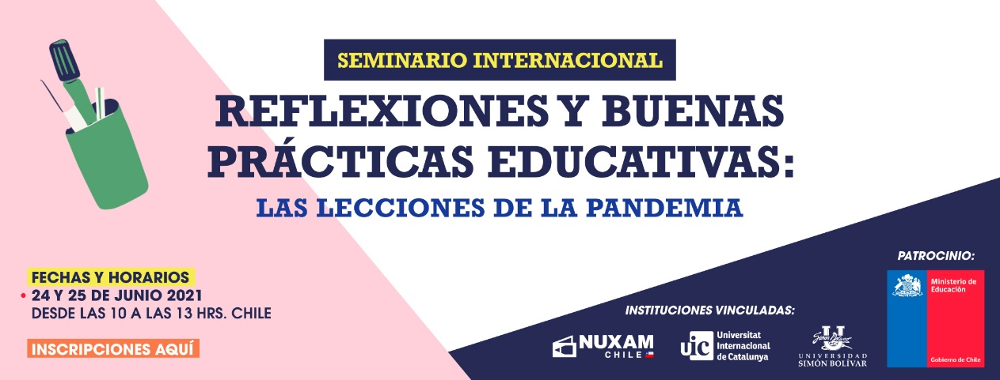 SEMINARIO INTERNACIONAL
REFLEXIONES Y BUENAS
PRÁCTICAS EDUCATIVAS:
LAS LECCIONES DE LA PANDEMIA
FECHAS Y HORARIOS
• 24 Y 25 DE JUNIO 2021
DESDE LAS 10 A LAS 13 HRS. CHILE
INSCRIPCIONES AQUÍ
INSTITUCIONES VINCULADAS:
NUXAM
CHILE
uic
Universitat
Internacional
de Catalunya
Simón Bolívar
UNIVERSIDAD
SIMÓN BOLÍVAR
PATROCINIO:
Ministerio de
Educación
Gobierno de Chile